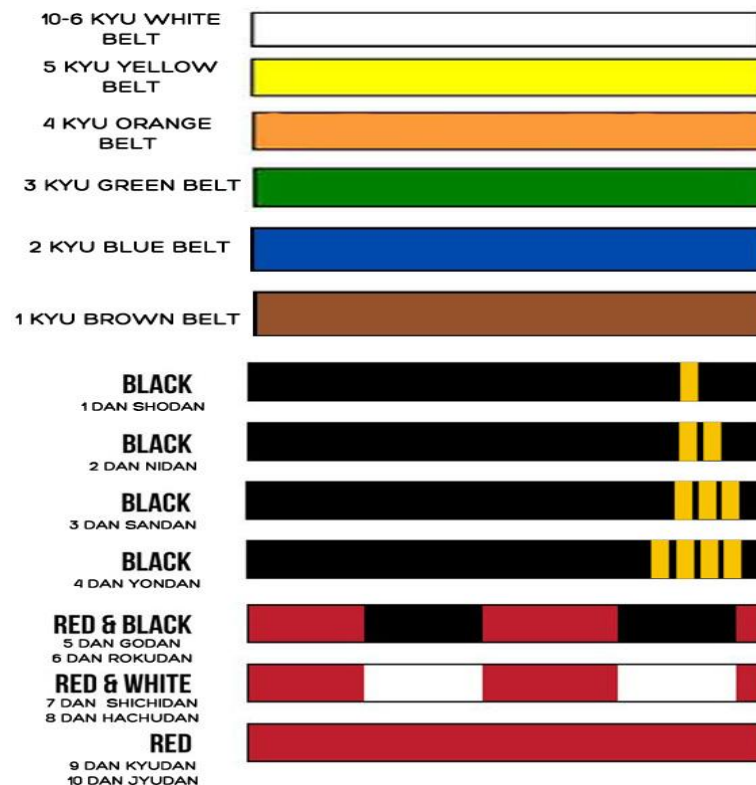 10-6 KYU WHITE
BELT
5 KYU YELLOW
BELT
4 KYU ORANGE
BELT
3 KYU GREEN BELT
2 KYU BLUE BELT
1 KYU BROWN BELT
BLACK
1 DAN SHODAN
BLACK
2 DAN NIDAN
BLACK
3 DAN SANDAN
BLACK
4 DAN YONDAN
RED & BLACK
5 DAN GODAN
6 DAN ROKUDAN
RED & WHITE
7 DAN SHICHIDAN
8 DAN HACHUDAN
RED
9 DAN KYUDAN
10 DAN JYUDAN